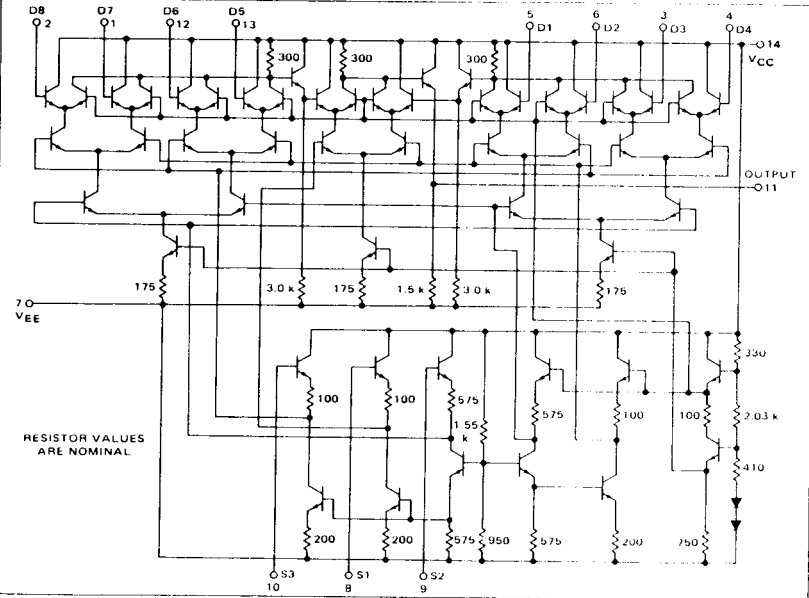 D8 D7 D6 D5 5 6 3 4
2 1 12 13 D1 D2 D3 D4
14
VCC
300 300 300
OUTPUT
11
175 3.0 k 175 1.5 k 3.0 k 175
7
VEE
330
100 100 575 575 100 100 2.03 k
1.55
k
RESISTOR VALUES
ARE NOMINAL
410
200 200 575 950 575 200 750
S3 S1 S2
10 8 9